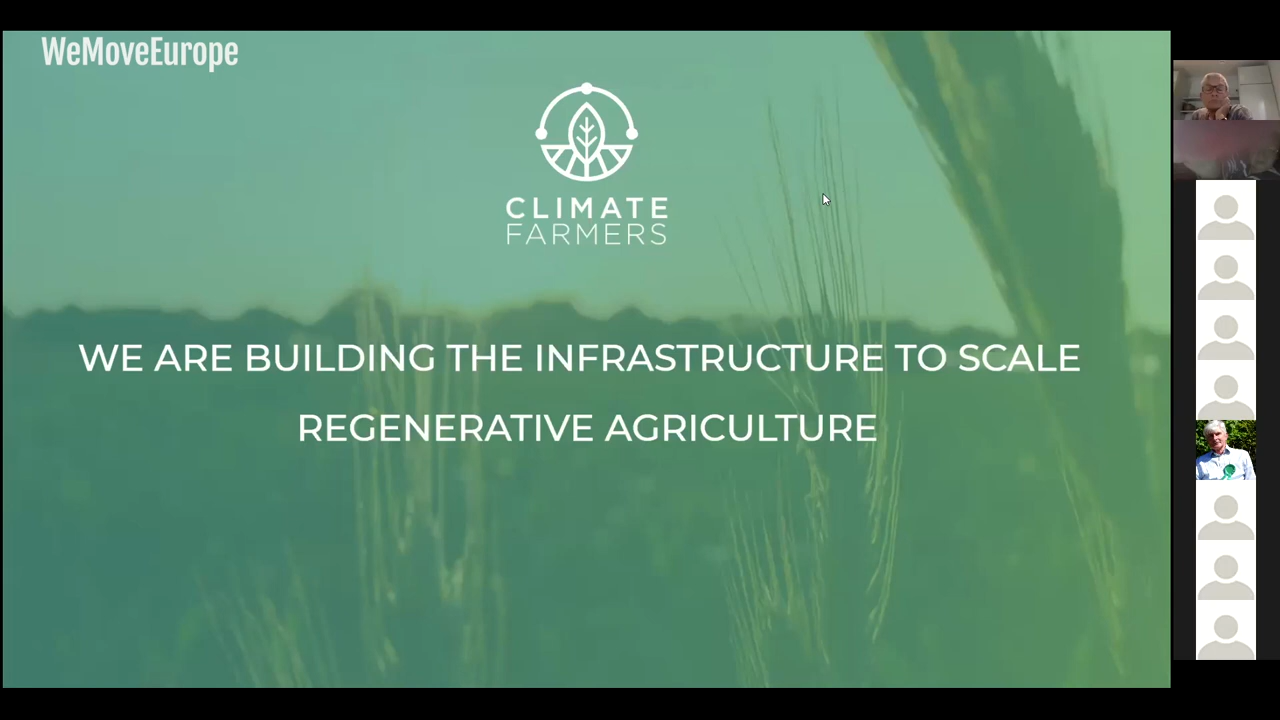 WeMoveEurope
CLIMATE
FARMERS
WE ARE BUILDING THE INFRASTRUCTURE TO SCALE
REGENERATIVE AGRICULTURE